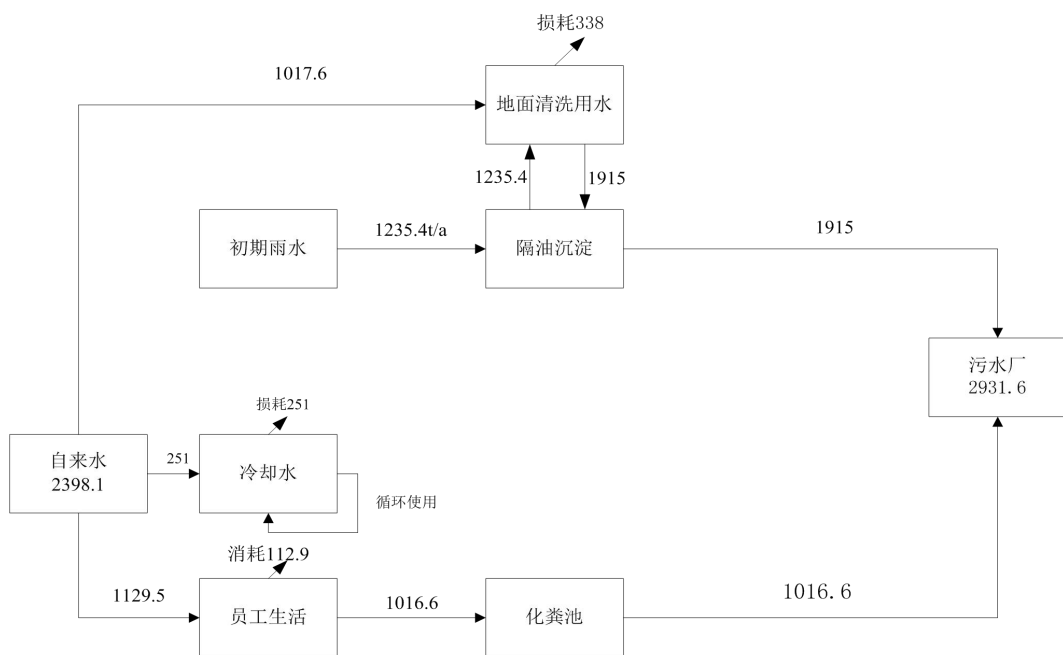 损耗338
1017.6
地面清洗用水
1235.4
1915
初期雨水
1235.4t/a
隔油沉淀
1915
污水厂
2931.6
损耗251
自来水
2398.1
251
冷却水
循环使用
消耗112.9
1129.5
员工生活
1016.6
化粪池
1016.6